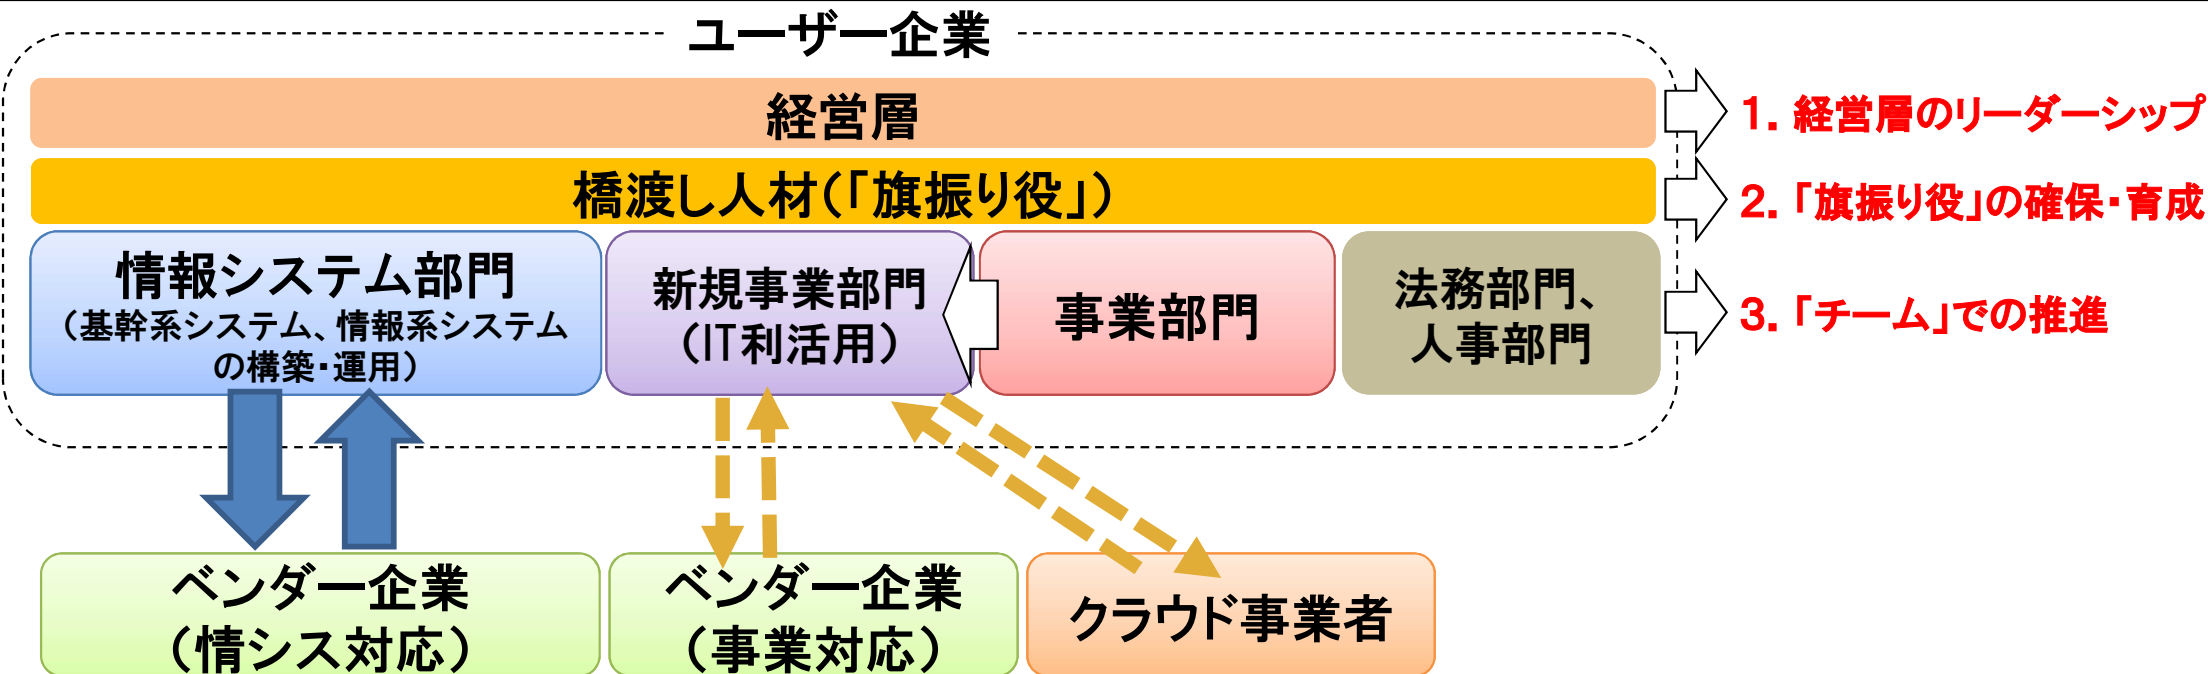 ユーザー企業
経営層
橋渡し人材(「旗振り役」)
情報システム部門
(基幹系システム、情報系システム
の構築・運用)
新規事業部門
(IT利活用)
事業部門
法務部門、
人事部門
1. 経営層のリーダーシップ
2. 「旗振り役」の確保・育成
3. 「チーム」での推進
ベンダー企業
(情シス対応)
ベンダー企業
(事業対応)
クラウド事業者